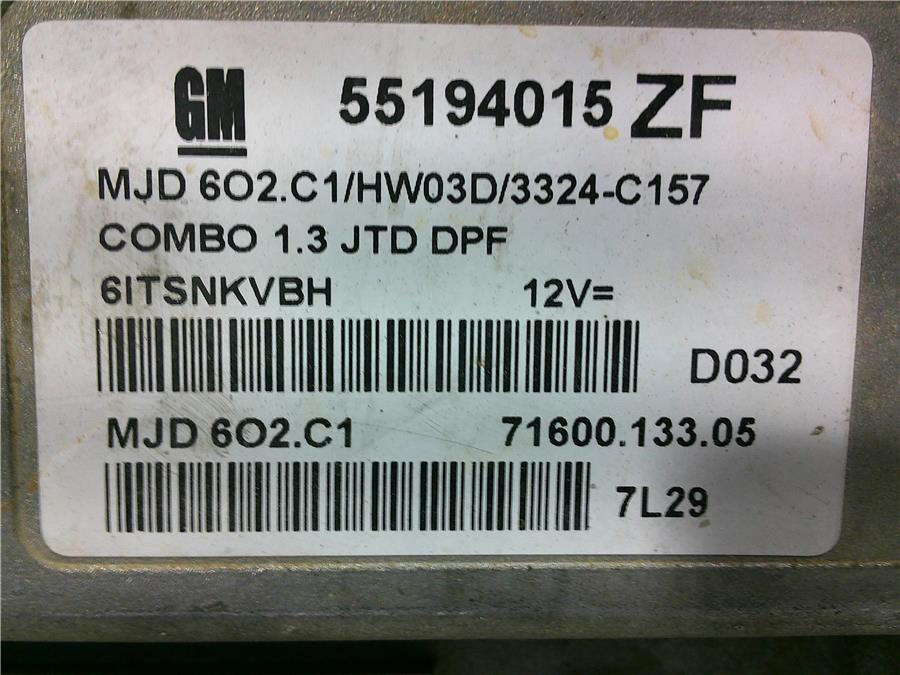 GM 55194015 ZF
MJD 6O2.C1/HW03D/3324-C157
COMBO 1.3 JTD DPF
6ITSNKVBH 12V=
D032
MJD 6O2.C1 71600.133.05
7L29